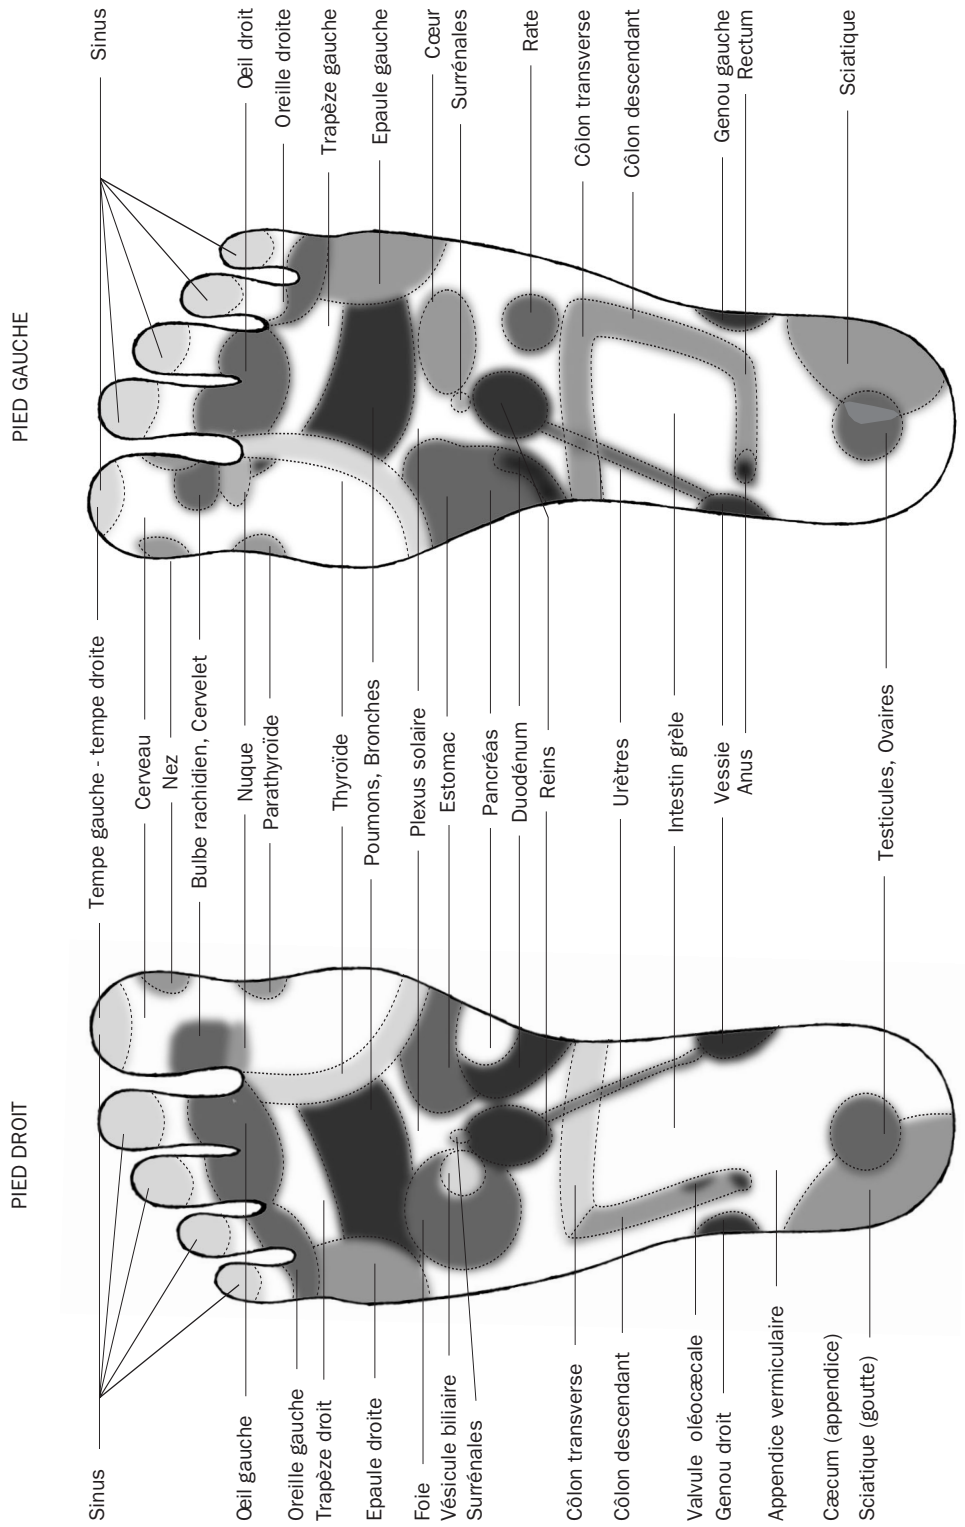 PIED DROIT
PIED GAUCHE
Sinus
Œil gauche
Oreille gauche
Trapèze droit
Epaule droite
Foie
Vésicule biliaire
Surrénales
Côlon transverse
Côlon descendant
Valvule oléocæcale
Genou droit
Appendice vermiculaire
Cæcum (appendice)
Sciatique (goutte)
Tempe gauche - tempe droite
Cerveau
Nez
Bulbe rachidien, Cervelet
Nuque
Parathyroïde
Thyroïde
Poumons, Bronches
Plexus solaire
Estomac
Pancréas
Duodénum
Reins
Urètres
Intestin grêle
Vessie
Anus
Testicules, Ovaires
Sinus
Œil droit
Oreille droite
Trapèze gauche
Epaule gauche
Cœur
Surrénales
Rate
Côlon transverse
Côlon descendant
Genou gauche
Rectum
Sciatique